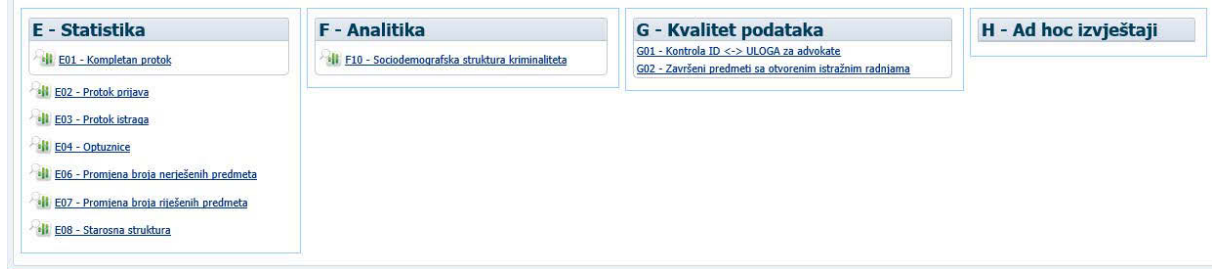 E - Statistika
E01 - Kompletan protok
E02 - Protok prijava
E03 - Protok istraga
E04 - Optuznice
E06 - Promjena broja nerješenih predmeta
E07 - Promjena broja riješenih predmeta
E08 - Starosna struktura
F - Analitika
F10 - Sociodemografska struktura kriminaliteta
G - Kvalitet podataka
G01 - Kontrola ID <-> ULOGA za advokate
G02 - Završeni predmeti sa otvorenim istražnim radnjama
H - Ad hoc izvještaji